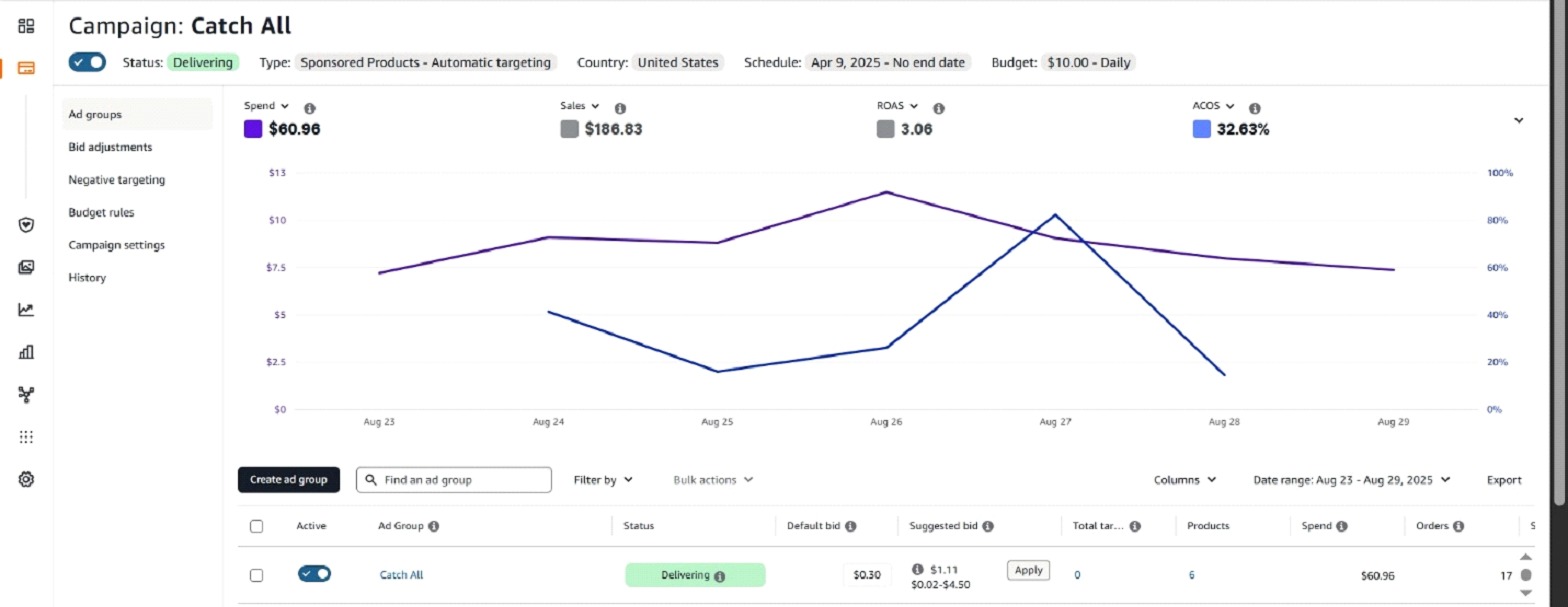 Campaign: Catch All
Status: Delivering Type: Sponsored Products - Automatic targeting Country: United States Schedule: Apr 9, 2025 - No end date Budget: $10.00 - Daily
Ad groups
Bid adjustments
Negative targeting
Budget rules
Campaign settings
History
Spend Sales ROAS ACOS
$60.96 $186.83 3.06 32.63%
$13 100%
$10 80%
$7.5 60%
$5 40%
$2.5 20%
$0 0%
Aug 23 Aug 24 Aug 25 Aug 26 Aug 27 Aug 28 Aug 29
Create ad group Find an ad group Filter by Bulk actions Columns Date range: Aug 23 - Aug 29, 2025 Export
Active Ad Group Status Default bid Suggested bid Total tar... Products Spend Orders S
Catch All Delivering $0.30 $1.11 Apply 0 6 $60.96 17
$0.02-$4.50